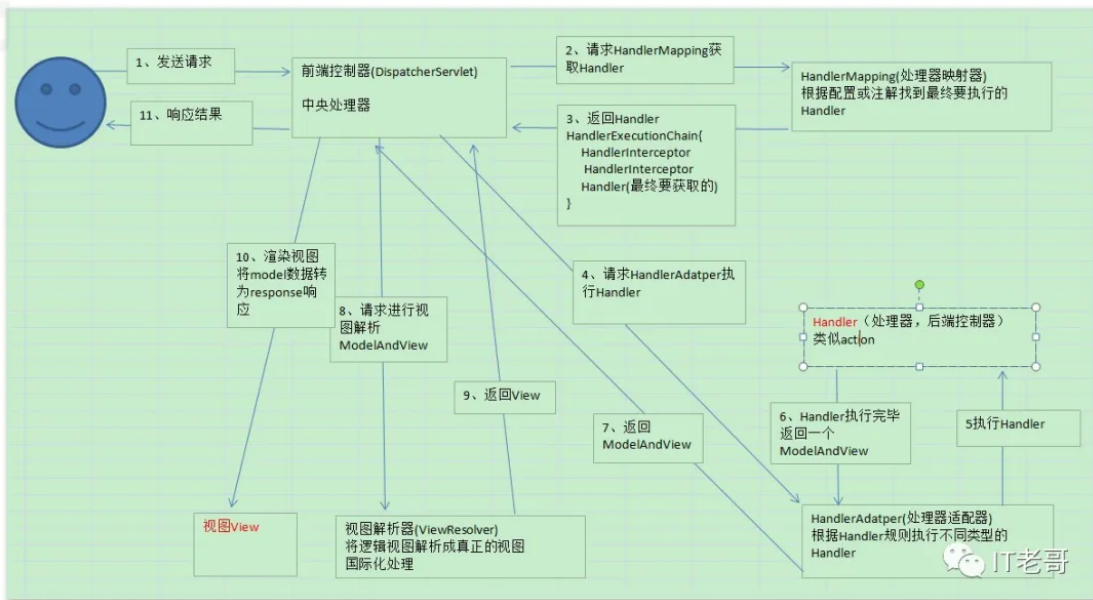 1、发送请求
11、响应结果
前端控制器(DispatcherServlet)
中央处理器
2、请求HandlerMapping获
取Handler
HandlerMapping(处理器映射器)
根据配置或注解找到最终要执行的
Handler
3、返回Handler
HandlerExecutionChain{
HandlerInterceptor
HandlerInterceptor
Handler(最终要获取的)
}
10、渲染视图
将model数据转
为response响
应
8、请求进行视
图解析
ModelAndView
4、请求HandlerAdatper执
行Handler
Handler（处理器，后端控制器）
类似action
9、返回View
7、返回
ModelAndView
6、Handler执行完毕
返回一个
ModelAndView
5执行Handler
视图View
视图解析器(ViewResolver)
将逻辑视图解析成真正的视图
国际化处理
HandlerAdatper(处理器适配器)
根据Handler规则执行不同类型的
Handler
IT老哥